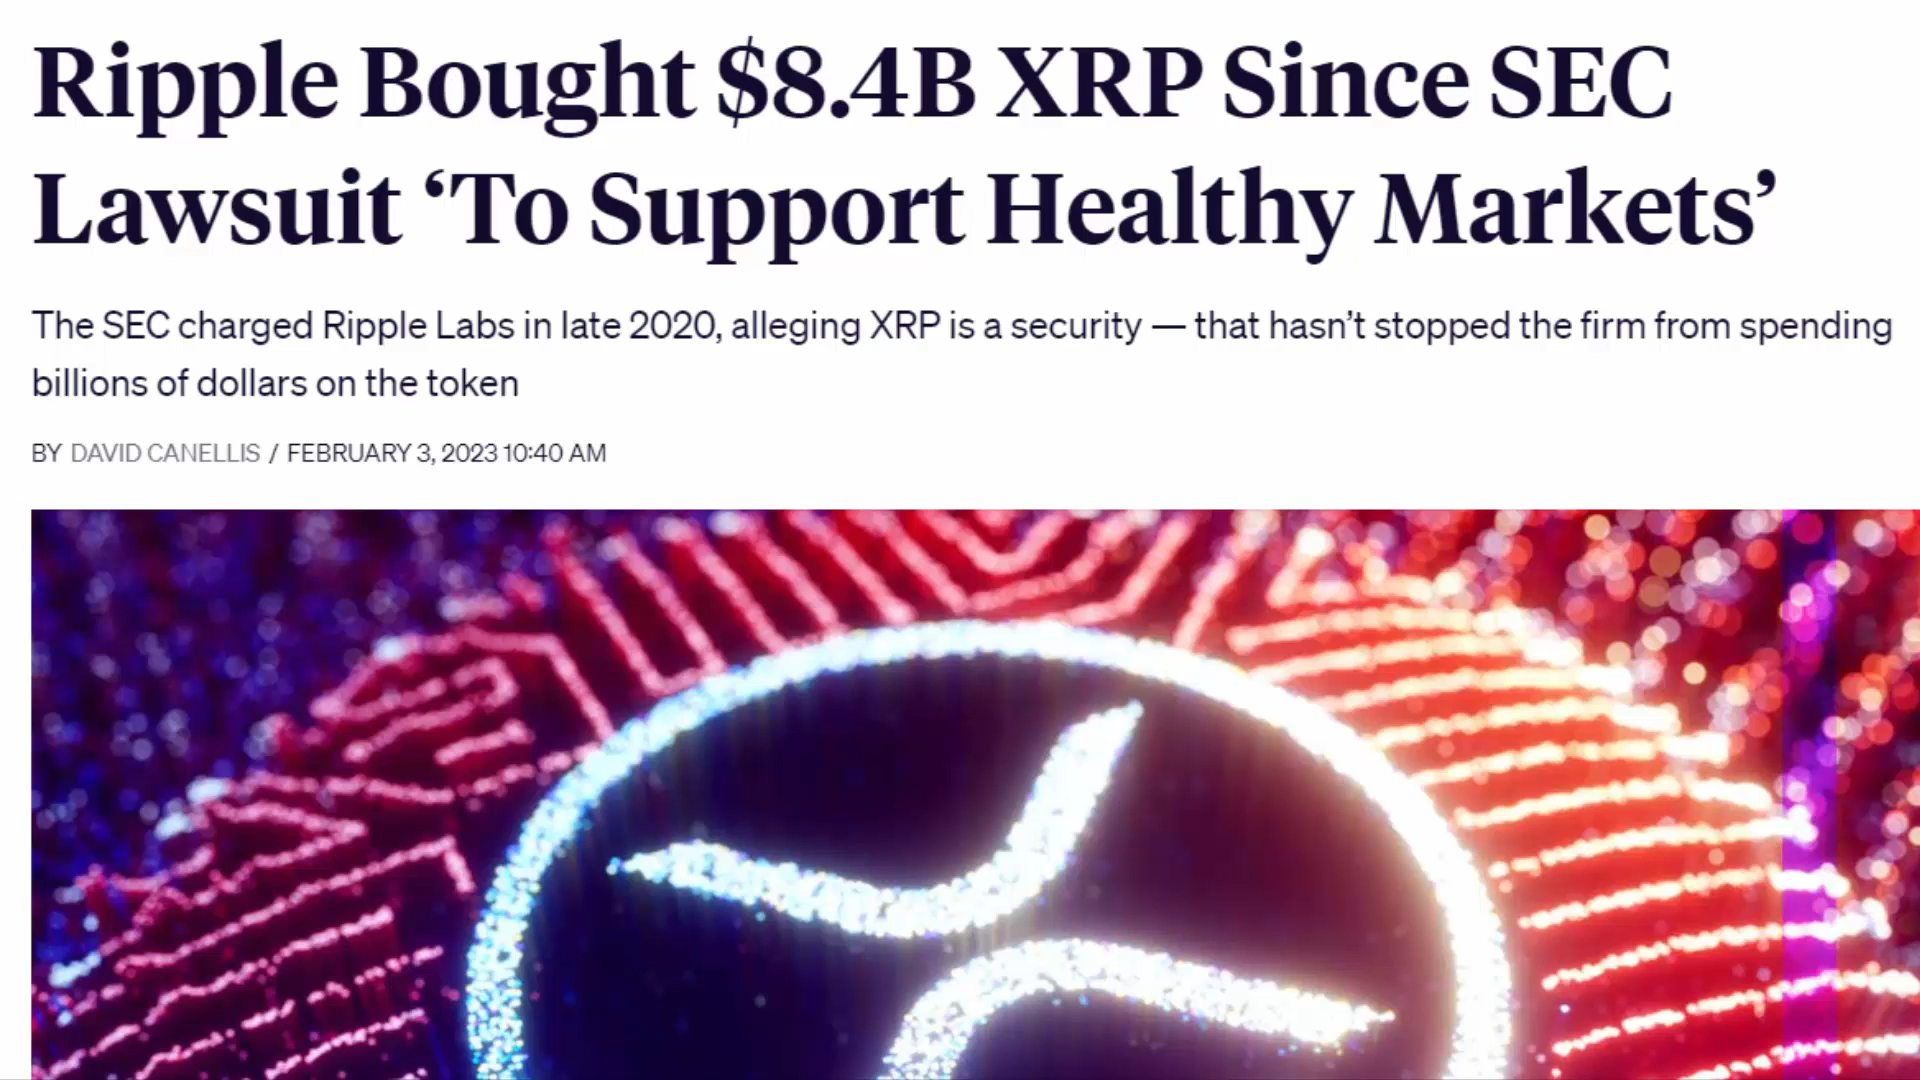 Ripple Bought $8.4B XRP Since SEC
Lawsuit ‘To Support Healthy Markets’
The SEC charged Ripple Labs in late 2020, alleging XRP is a security — that hasn’t stopped the firm from spending
billions of dollars on the token
BY DAVID CANELLIS / FEBRUARY 3, 2023 10:40 AM